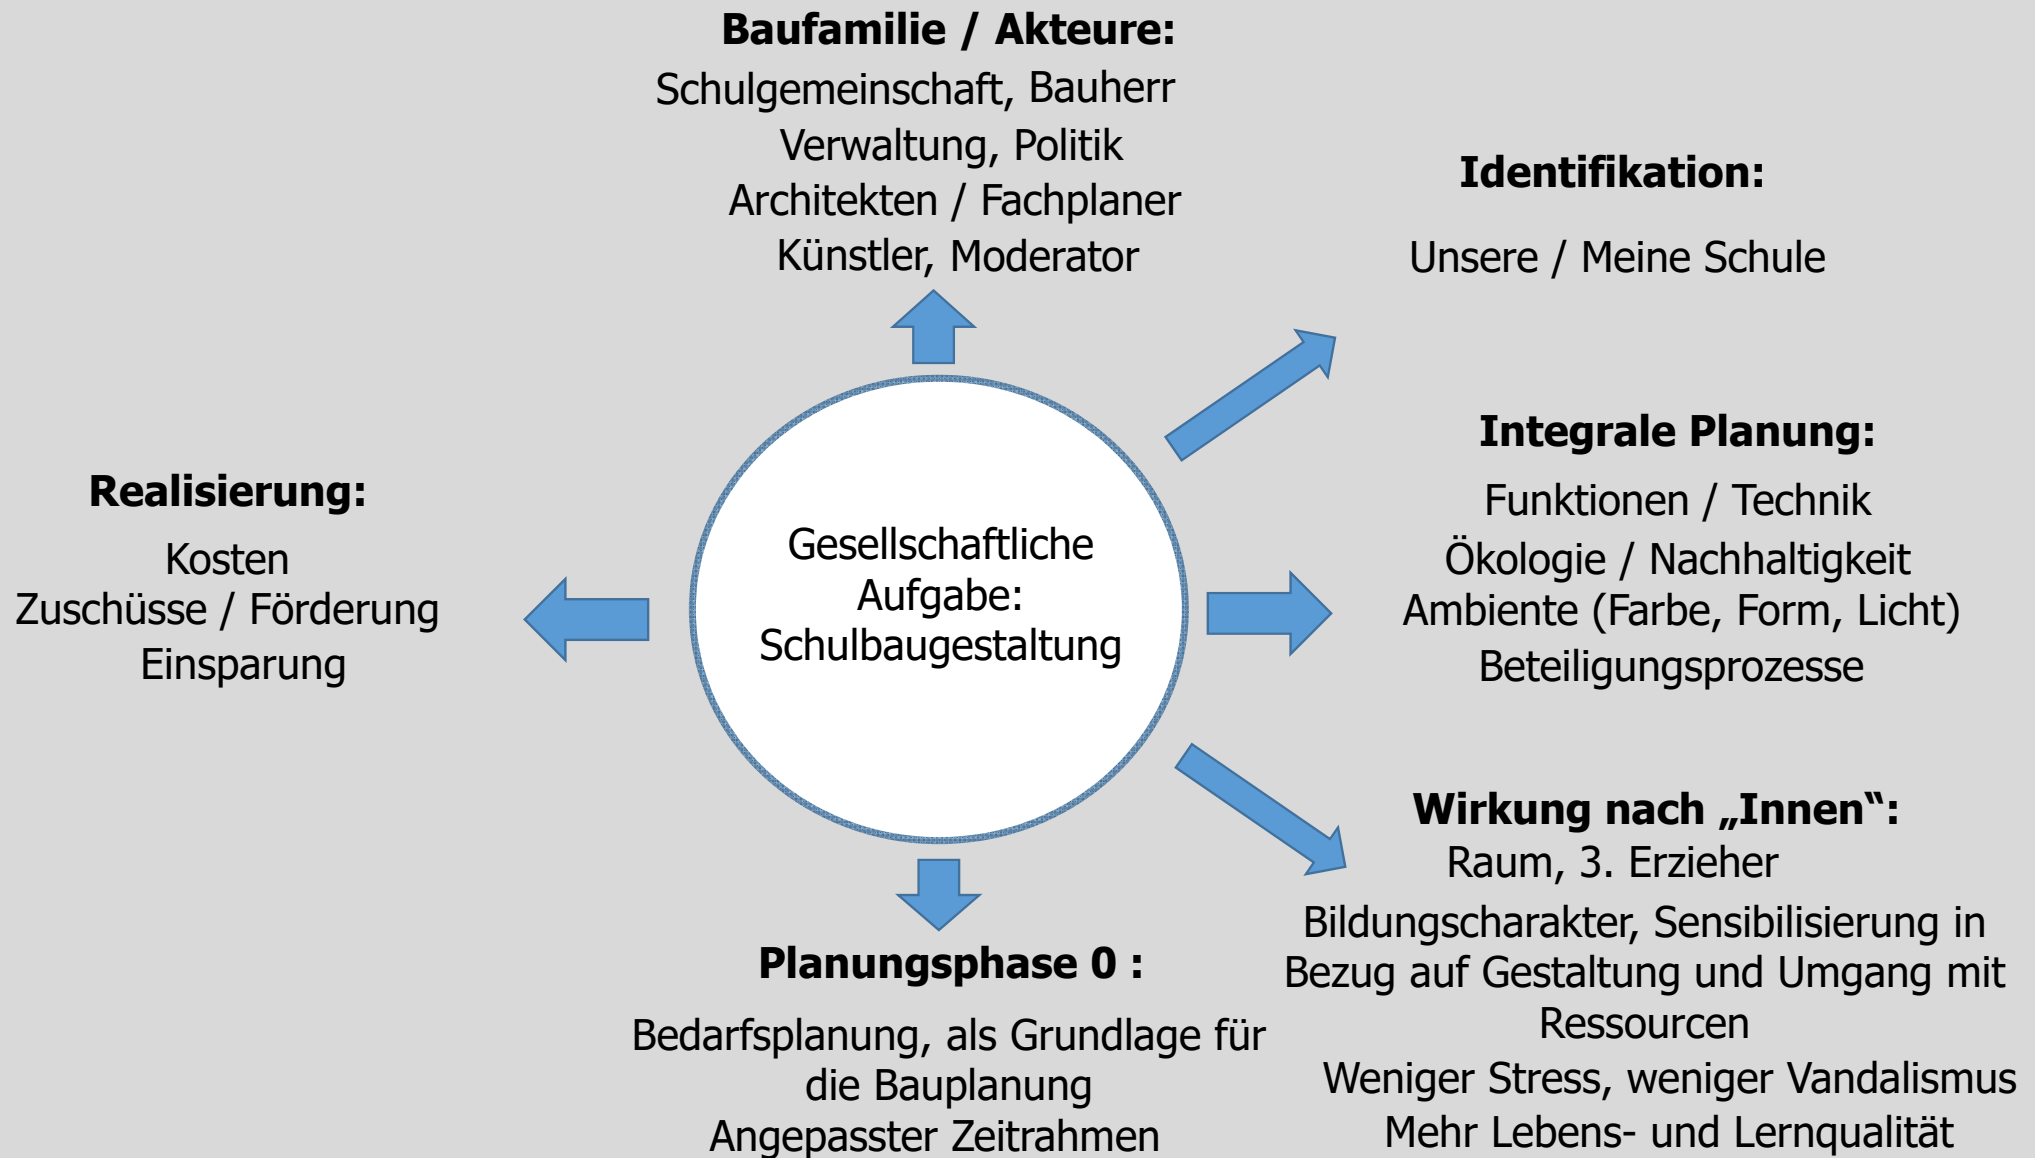 Baufamilie / Akteure:
Schulgemeinschaft, Bauherr
Verwaltung, Politik
Architekten / Fachplaner
Künstler, Moderator
Identifikation:
Unsere / Meine Schule
Integrale Planung:
Funktionen / Technik
Ökologie / Nachhaltigkeit
Ambiente (Farbe, Form, Licht)
Beteiligungsprozesse
Realisierung:
Kosten
Zuschüsse / Förderung
Einsparung
Gesellschaftliche
Aufgabe:
Schulbaugestaltung
Wirkung nach „Innen“:
Raum, 3. Erzieher
Bildungscharakter, Sensibilisierung in
Bezug auf Gestaltung und Umgang mit
Ressourcen
Weniger Stress, weniger Vandalismus
Mehr Lebens- und Lernqualität
Planungsphase 0 :
Bedarfsplanung, als Grundlage für
die Bauplanung
Angepasster Zeitrahmen